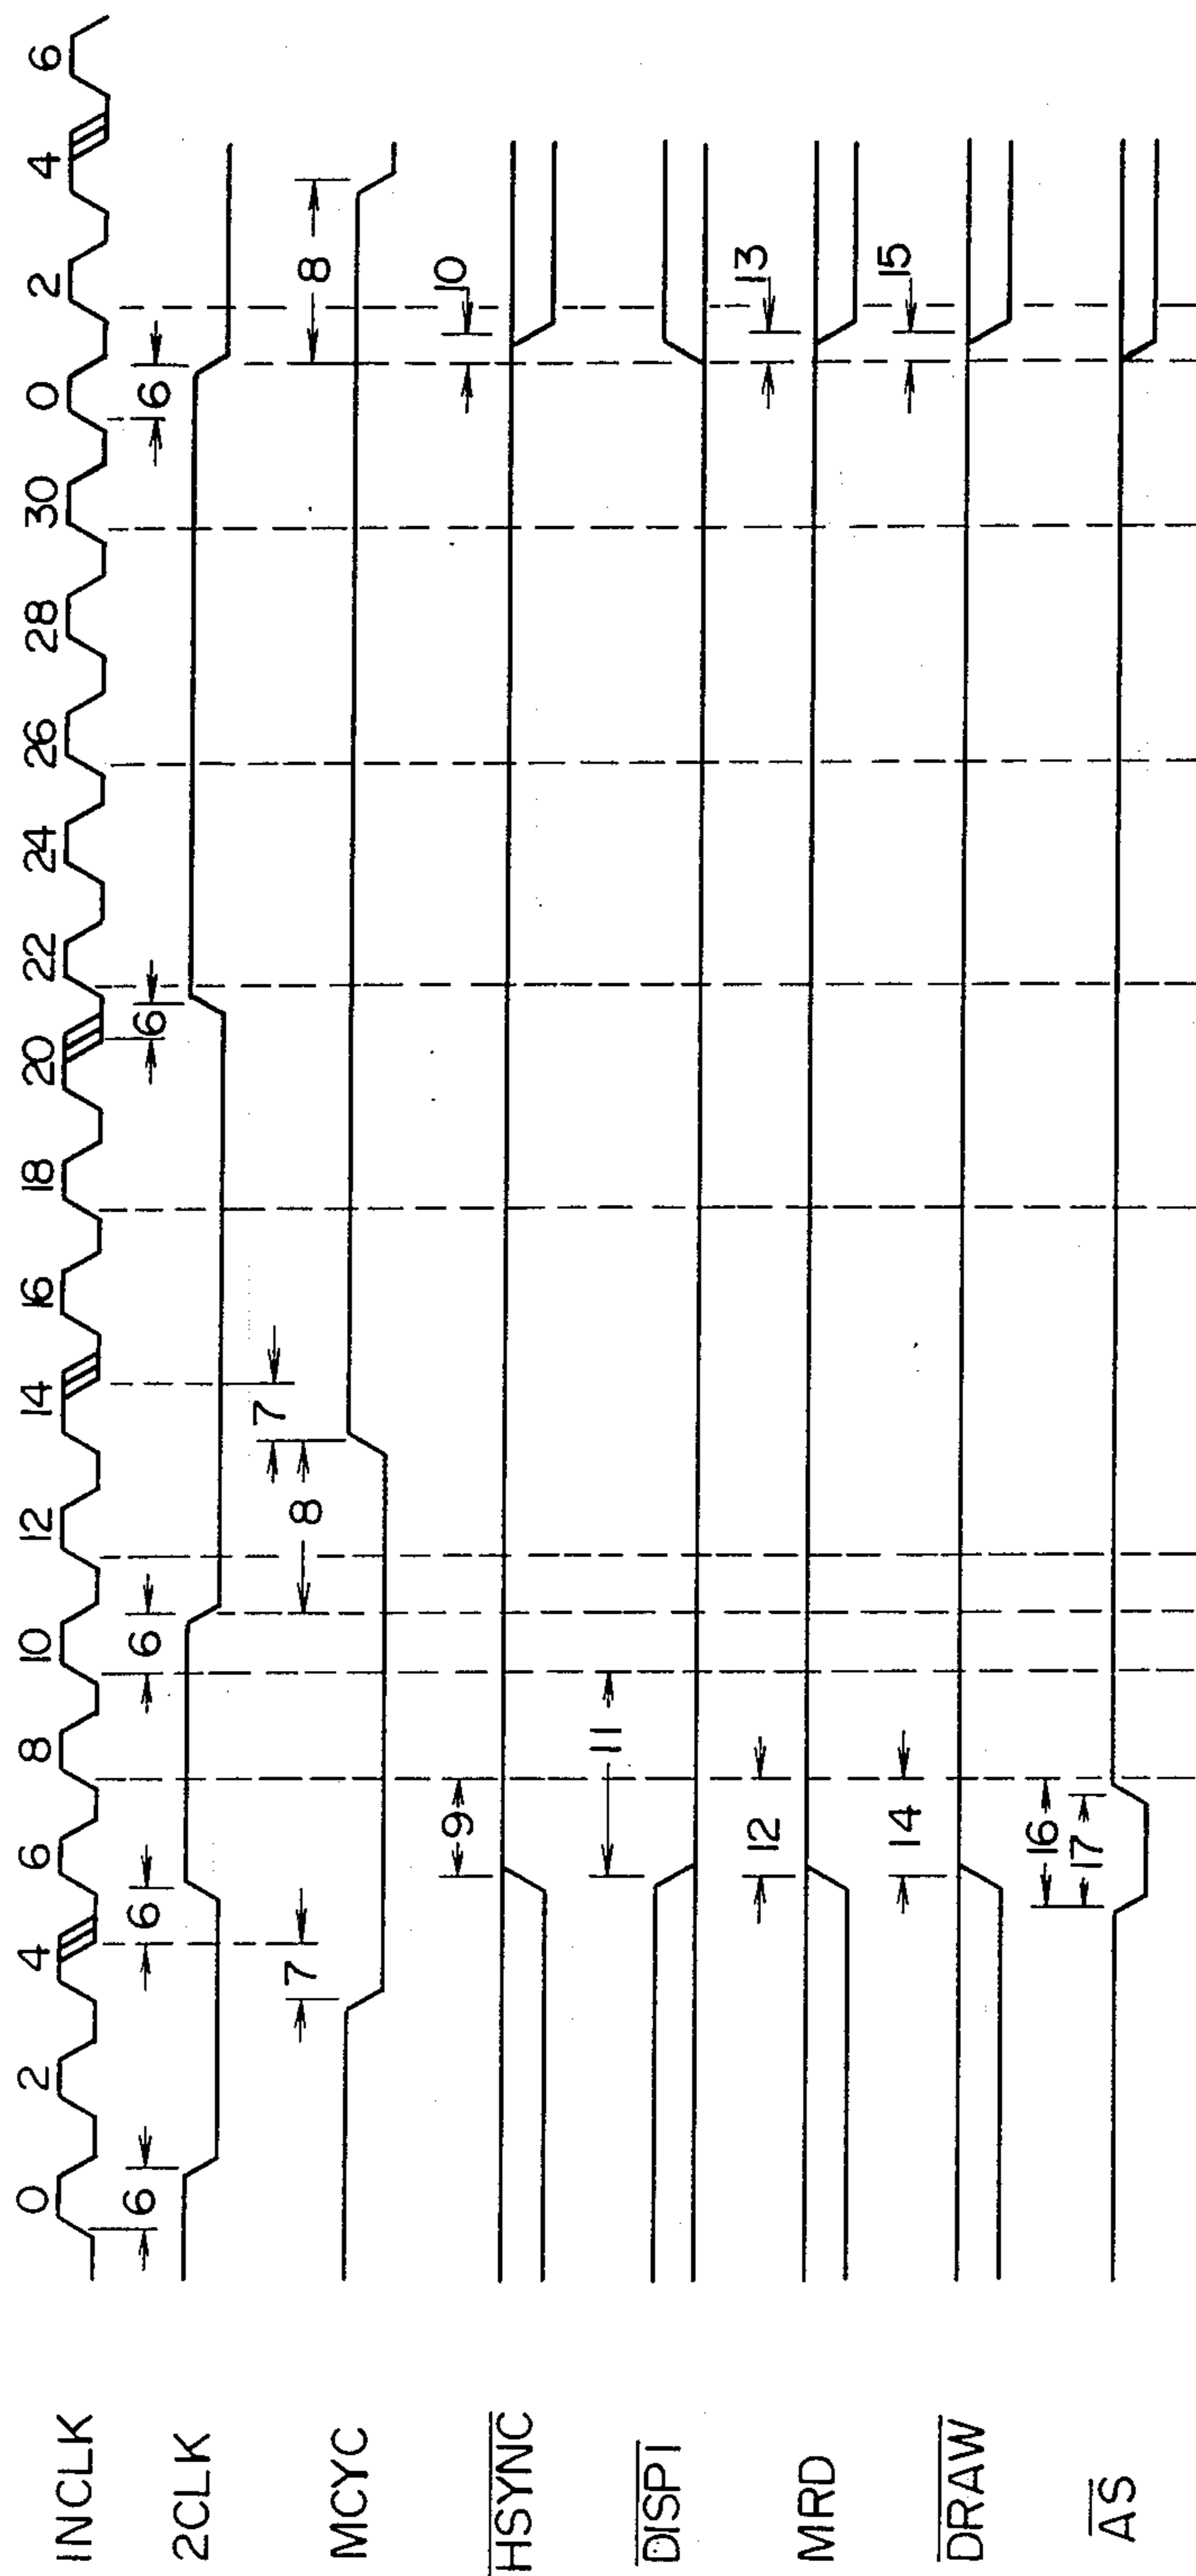 INCLK 0 2 4 6 8 10 12 14 16 18 20 22 24 26 28 30 0 2 4 6
2CLK 6 6 6 6 6
MCYC 7 8 7 8
HSYNC 9 10
DISP1 11
MRD 12 13
DRAW 14 15
AS 16 17